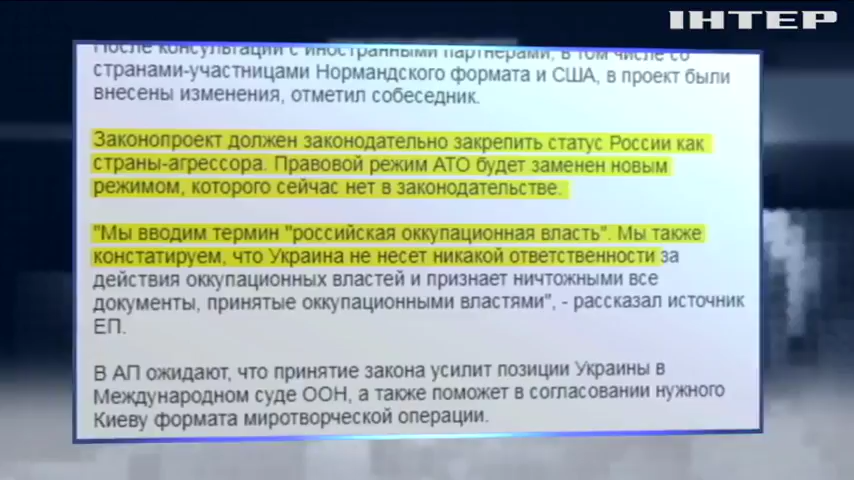 ІНТЕР
После консультаций с иностранными партнерами, в том числе со
странами-участницами Нормандского формата и США, в проект были
внесены изменения, отметил собеседник.
Законопроект должен законодательно закрепить статус России как
страны-агрессора. Правовой режим АТО будет заменен новым
режимом, которого сейчас нет в законодательстве.
"Мы вводим термин "российская оккупационная власть". Мы также
констатируем, что Украина не несет никакой ответственности за
действия оккупационных властей и признает ничтожными все
документы, принятые оккупационными властями", - рассказал источник
ЕП.
В АП ожидают, что принятие закона усилит позиции Украины в
Международном суде ООН, а также поможет в согласовании нужного
Киеву формата миротворческой операции.